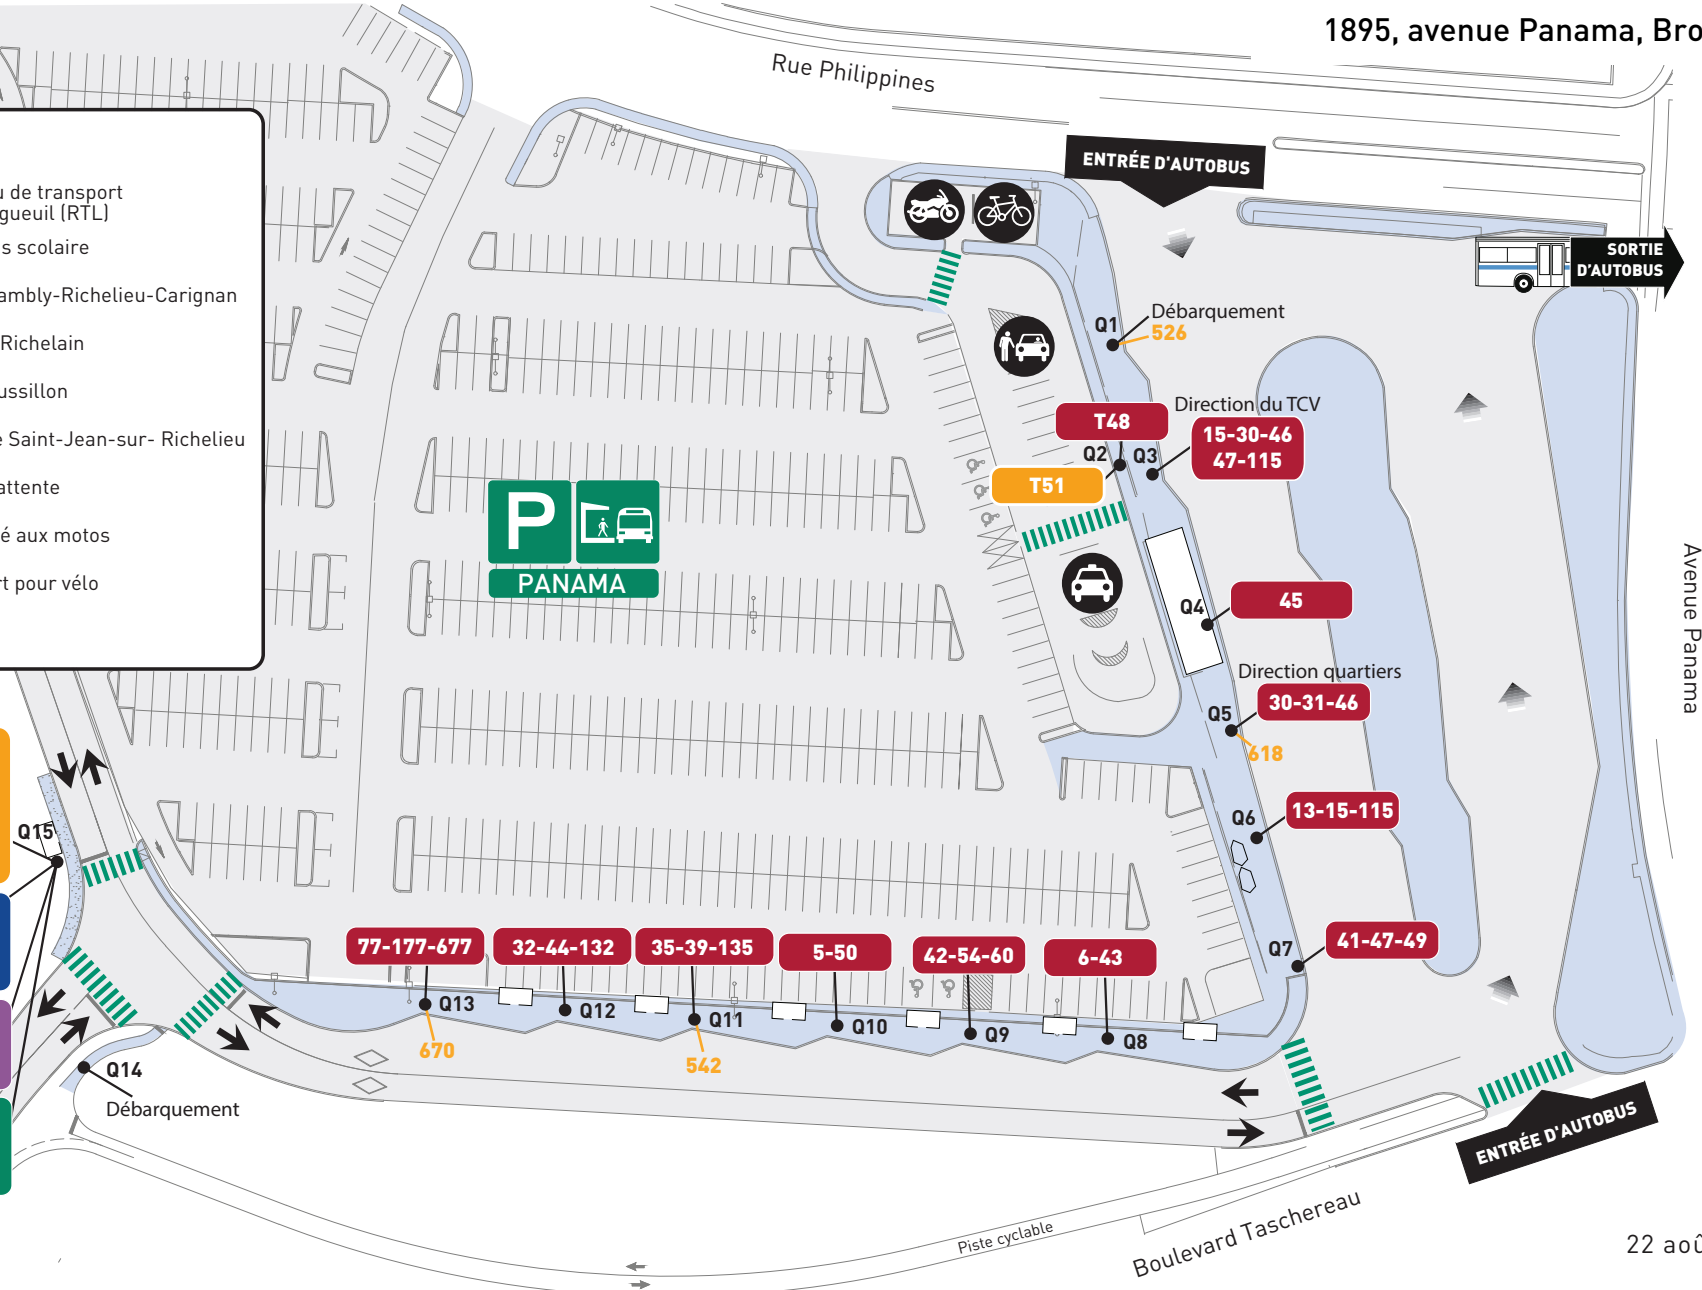 1895, avenue Panama, Bro
Rue Philippines
ENTRÉE D'AUTOBUS
SORTIE
D'AUTOBUS
u de transport
gueuil (RTL)
s scolaire
ambly-Richelieu-Carignan
Richelain
ussillon
e Saint-Jean-sur- Richelieu
attente
é aux motos
rt pour vélo
Q1
Débarquement
526
T48
Direction du TCV
15-30-46
47-115
Q2
Q3
T51
P
PANAMA
Q4
45
Avenue Panama
Direction quartiers
30-31-46
Q5
618
13-15-115
Q6
Q15
41-47-49
Q7
77-177-677
32-44-132
35-39-135
5-50
42-54-60
6-43
Q13
Q12
Q11
Q10
Q9
Q8
670
542
Q14
Débarquement
ENTRÉE D'AUTOBUS
Piste cyclable
Boulevard Taschereau
22 aoû